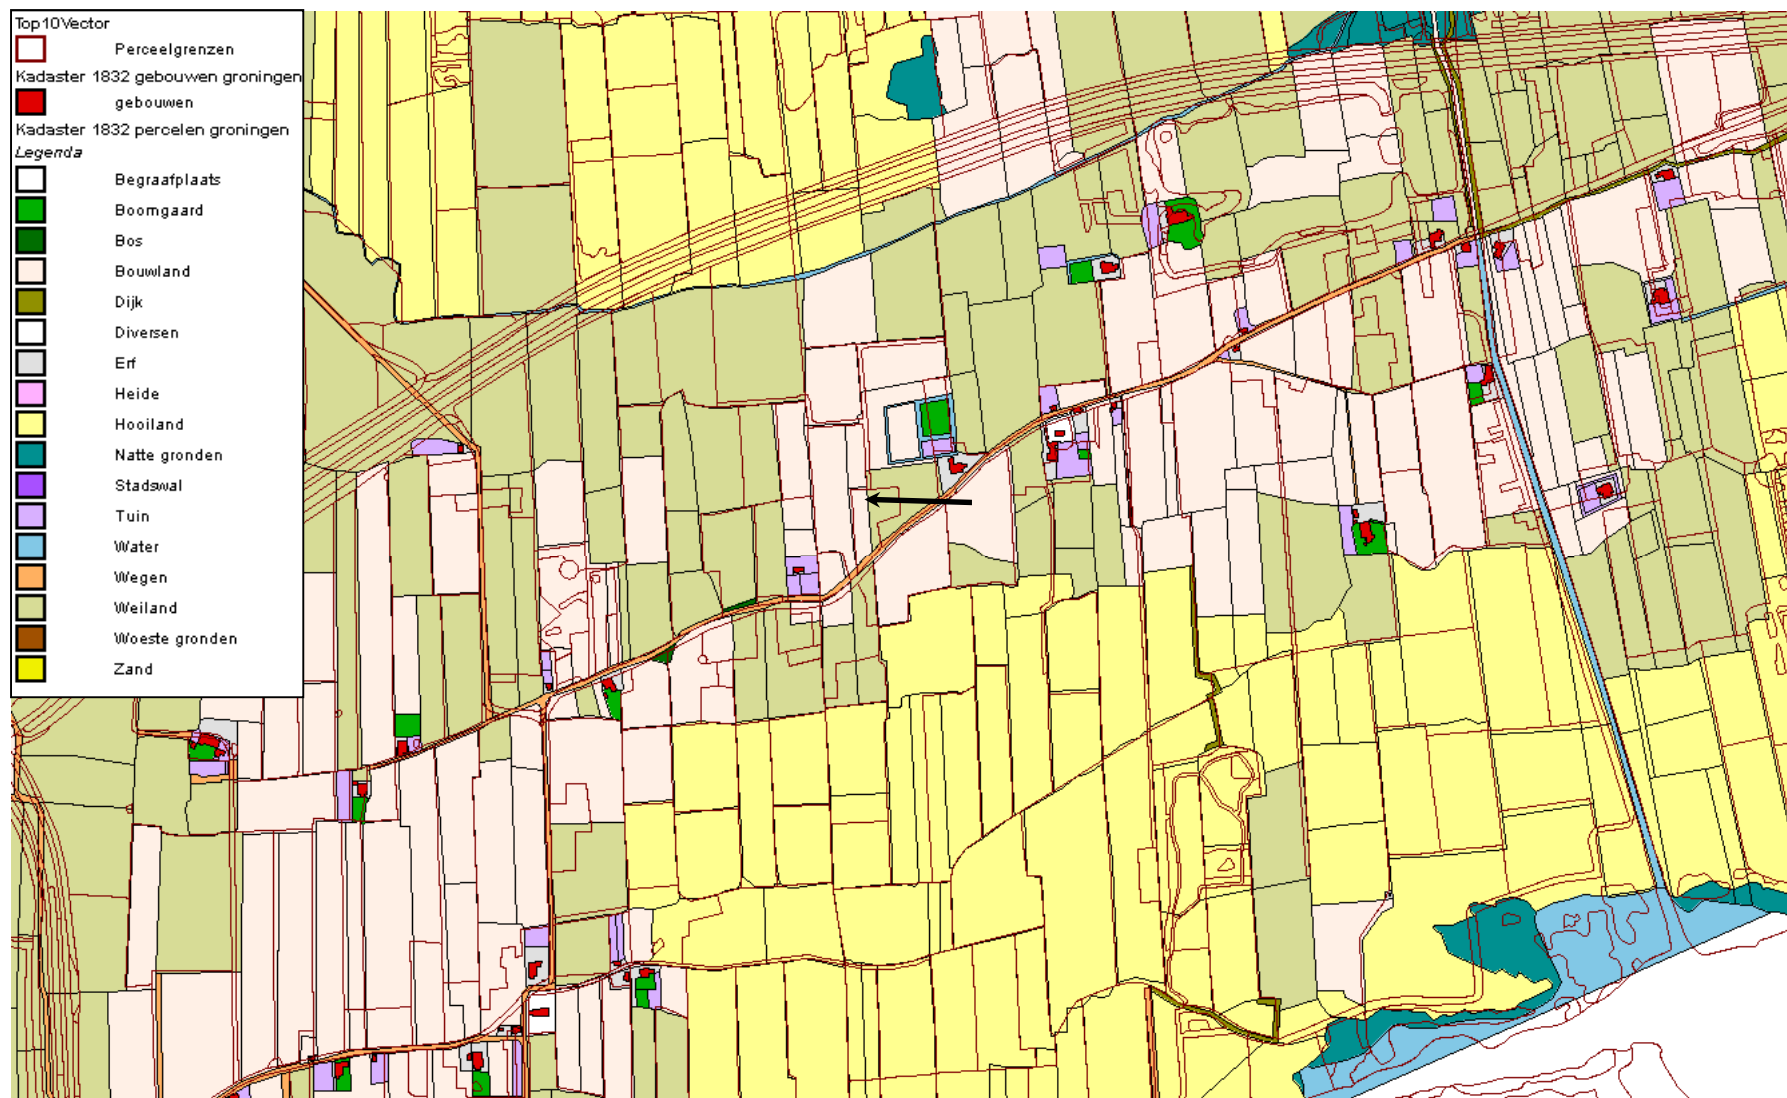 Top10Vector
Perceelgrenzen
Kadaster 1832 gebouwen groningen
gebouwen
Kadaster 1832 percelen groningen
Legenda
Begraafplaats
Boomgaard
Bos
Bouwland
Dijk
Diversen
Erf
Heide
Hooiland
Natte gronden
Stadswal
Tuin
Water
Wegen
Weiland
Woeste gronden
Zand